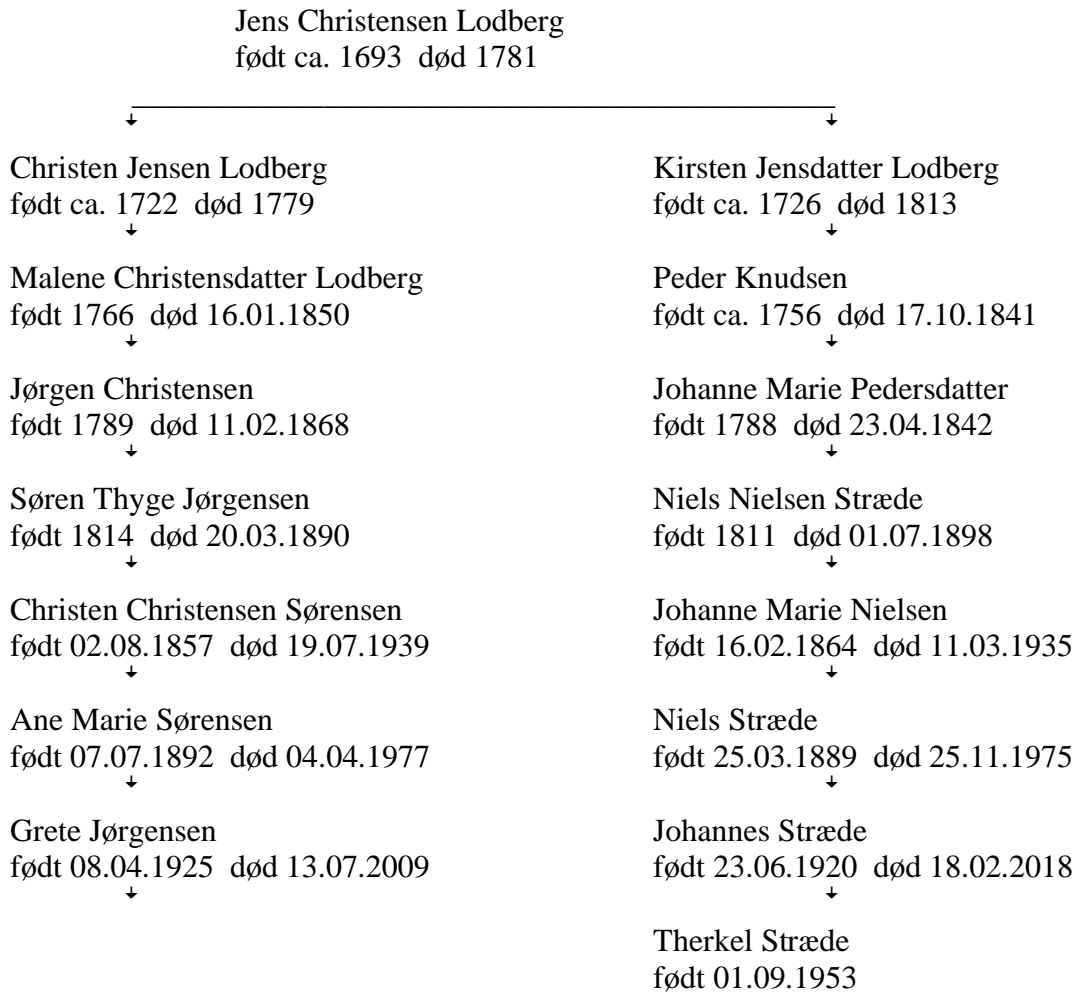 Jens Christensen Lodberg
født ca. 1693 død 1781
Christen Jensen Lodberg
født ca. 1722 død 1779
Malene Christensdatter Lodberg
født 1766 død 16.01.1850
Jørgen Christensen
født 1789 død 11.02.1868
Søren Thyge Jørgensen
født 1814 død 20.03.1890
Christen Christensen Sørensen
født 02.08.1857 død 19.07.1939
Ane Marie Sørensen
født 07.07.1892 død 04.04.1977
Grete Jørgensen
født 08.04.1925 død 13.07.2009
Kirsten Jensdatter Lodberg
født ca. 1726 død 1813
Peder Knudsen
født ca. 1756 død 17.10.1841
Johanne Marie Pedersdatter
født 1788 død 23.04.1842
Niels Nielsen Stræde
født 1811 død 01.07.1898
Johanne Marie Nielsen
født 16.02.1864 død 11.03.1935
Niels Stræde
født 25.03.1889 død 25.11.1975
Johannes Stræde
født 23.06.1920 død 18.02.2018
Therkel Stræde
født 01.09.1953